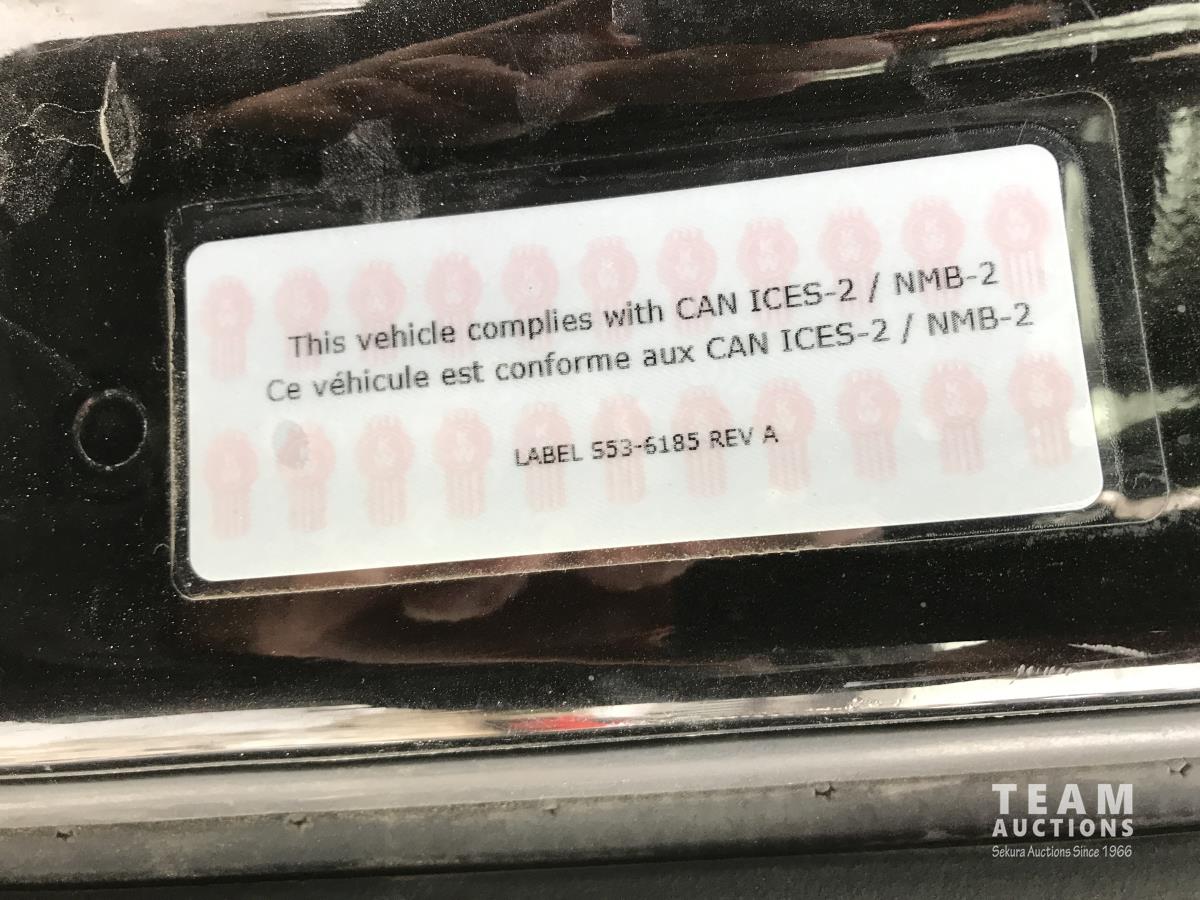 This vehicle complies with CAN ICES-2 / NMB-2
Ce véhicule est conforme aux CAN ICES-2 / NMB-2
LABEL S53-6185 REV A
TEAM
AUCTIONS
Sekura Auctions Since 1966